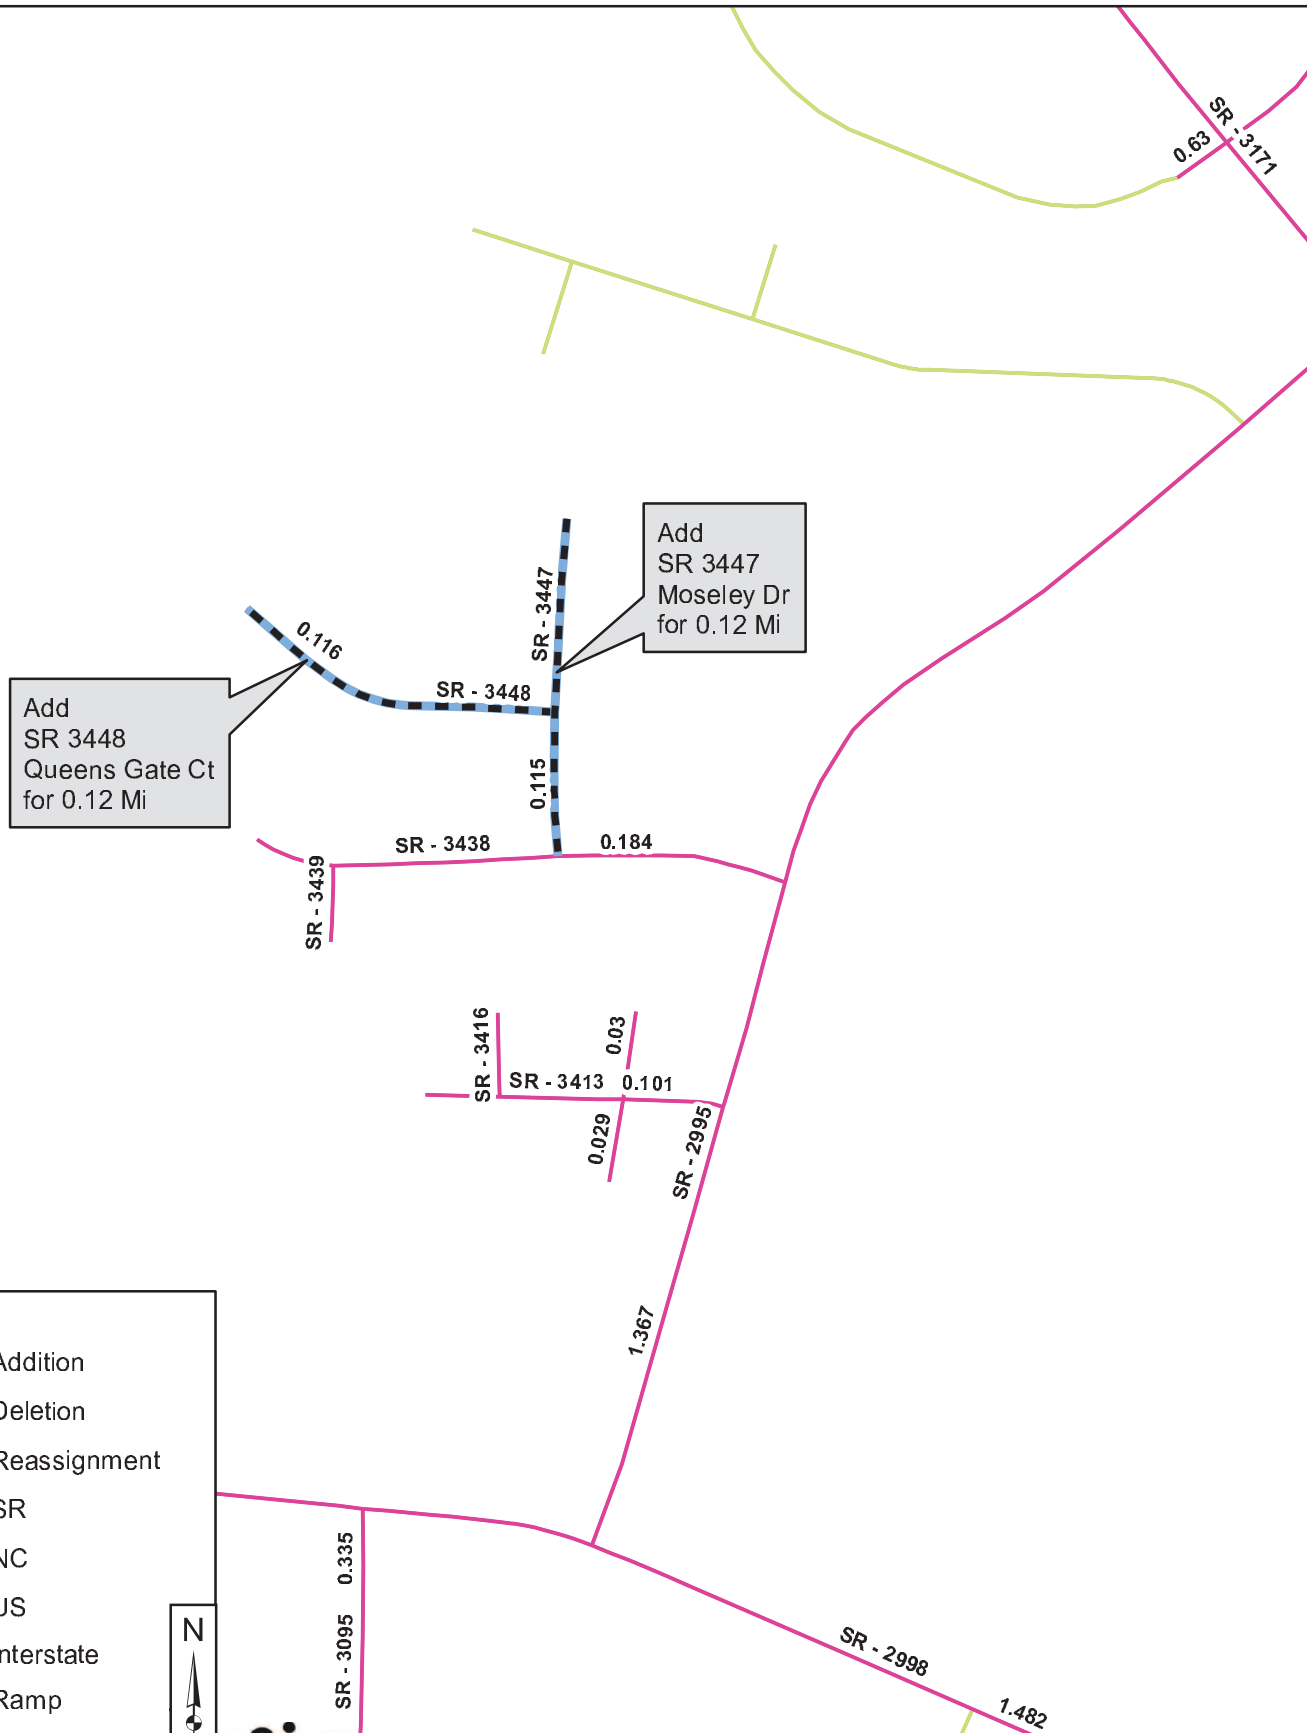 SR - 3171
0.63
Add
SR 3447
Moseley Dr
for 0.12 Mi
SR - 3447
0.116
SR - 3448
Add
SR 3448
Queens Gate Ct
for 0.12 Mi
0.115
SR - 3438
0.184
SR - 3439
SR - 3416
0.03
SR - 3413
0.101
0.029
SR - 2995
1.367
Addition
Deletion
Reassignment
SR
NC
US
Interstate
Ramp
N
0.335
SR - 3095
SR - 2998
1.482